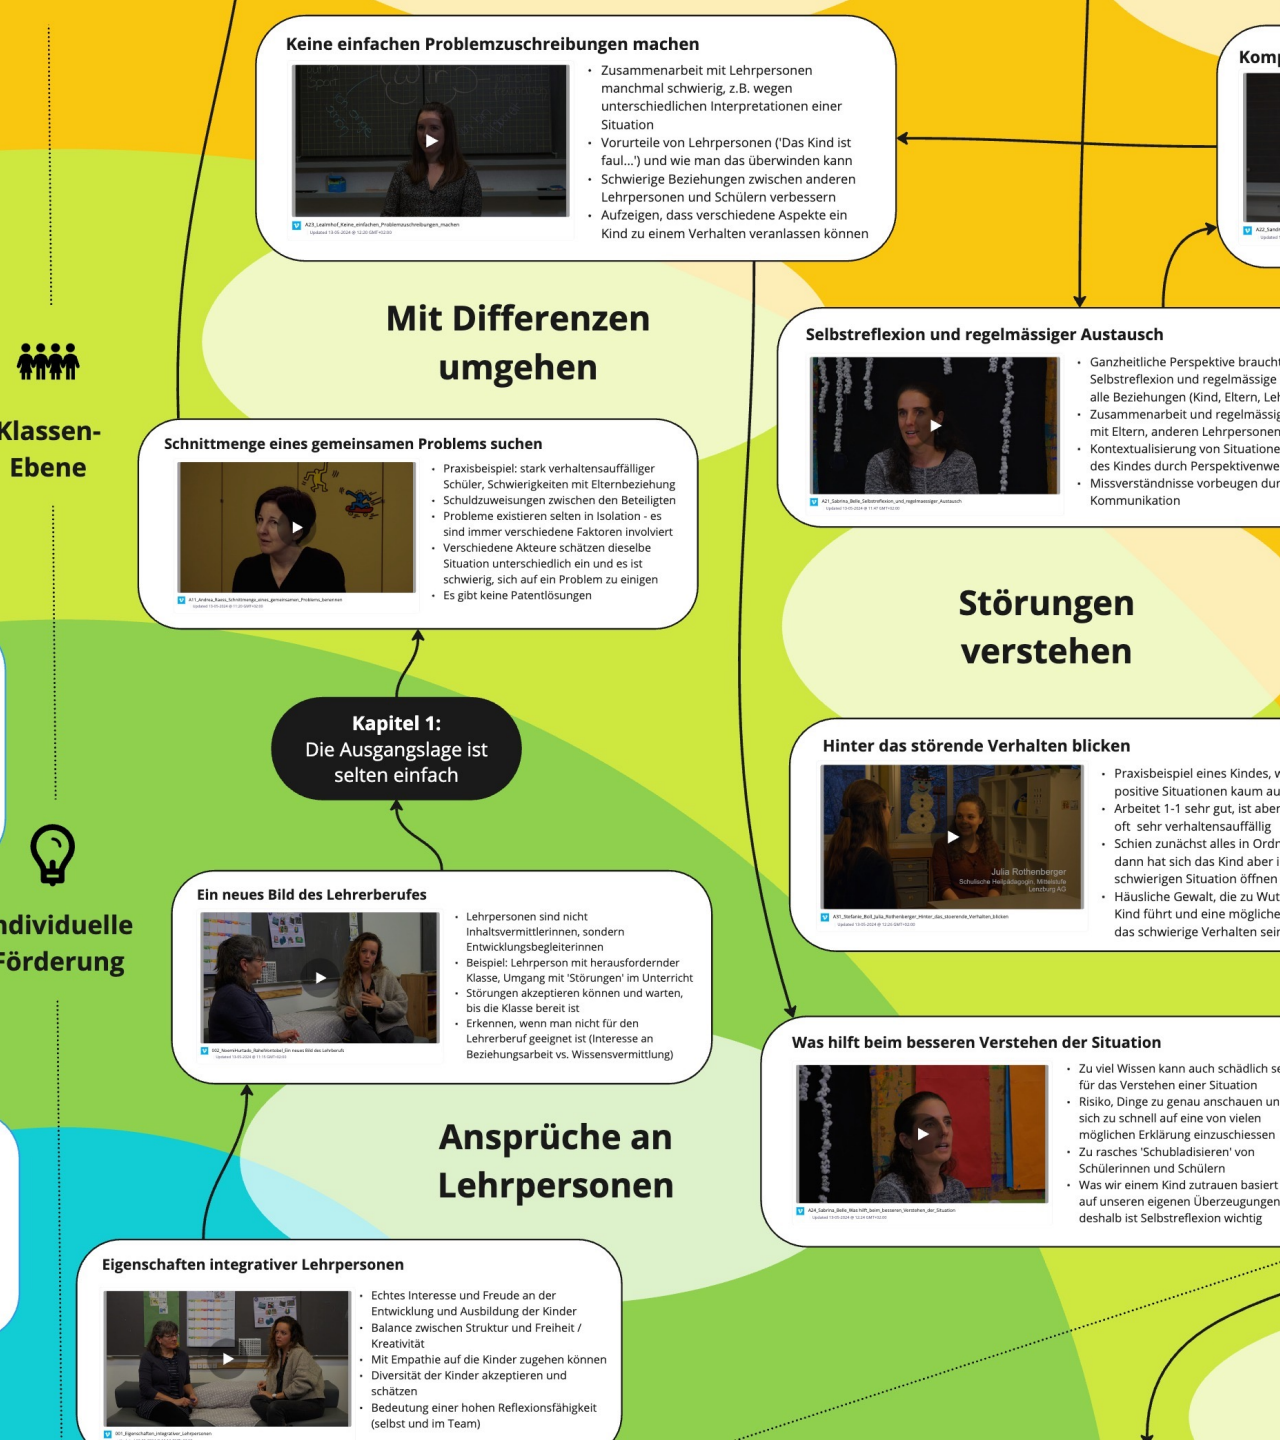 Keine einfachen Problemzuschreibungen machen
• Zusammenarbeit mit Lehrpersonen
manchmal schwierig, z.B. wegen
unterschiedlichen Interpretationen einer
Situation
• Vorurteile von Lehrpersonen ('Das Kind ist
faul...') und wie man das überwinden kann
• Schwierige Beziehungen zwischen anderen
Lehrpersonen und Schülern verbessern
• Aufzeigen, dass verschiedene Aspekte ein
Kind zu einem Verhalten veranlassen können
A23_LeaImhof_Keine_einfachen_Problemzuschreibungen_machen
Komp
A22_Sandr
Mit Differenzen
umgehen
Selbstreflexion und regelmässiger Austausch
• Ganzheitliche Perspektive braucht
Selbstreflexion und regelmässige
alle Beziehungen (Kind, Eltern, Leh
• Zusammenarbeit und regelmässig
mit Eltern, anderen Lehrpersonen
• Kontextualisierung von Situatione
des Kindes durch Perspektivenwe
• Missverständnisse vorbeugen dur
Kommunikation
A21_Sabrina_Belle_Selbstreflexion_und_regelmaessiger_Austausch
Klassen-
Ebene
Schnittmenge eines gemeinsamen Problems suchen
• Praxisbeispiel: stark verhaltensauffälliger
Schüler, Schwierigkeiten mit Elternbeziehung
• Schuldzuweisungen zwischen den Beteiligten
• Probleme existieren selten in Isolation - es
sind immer verschiedene Faktoren involviert
• Verschiedene Akteure schätzen dieselbe
Situation unterschiedlich ein und es ist
schwierig, sich auf ein Problem zu einigen
• Es gibt keine Patentlösungen
A11_Andrea_Raess_Schnittmenge_eines_gemeinsamen_Problems_benennen
Störungen
verstehen
Kapitel 1:
Die Ausgangslage ist
selten einfach
Hinter das störende Verhalten blicken
• Praxisbeispiel eines Kindes, w
positive Situationen kaum au
• Arbeitet 1-1 sehr gut, ist aber
oft sehr verhaltensauffällig
• Schien zunächst alles in Ordn
dann hat sich das Kind aber i
schwierigen Situation öffnen
• Häusliche Gewalt, die zu Wut
Kind führt und eine mögliche
das schwierige Verhalten sein
Julia Rothenberger
Schulische Heilpädagogin, Mittelstufe
Lenzburg AG
A31_Stefanie_Boll_Julia_Rothenberger_Hinter_das_stoerende_Verhalten_blicken
ndividuelle
Förderung
Ein neues Bild des Lehrerberufes
• Lehrpersonen sind nicht
Inhaltsvermittlerinnen, sondern
Entwicklungsbegleiterinnen
• Beispiel: Lehrperson mit herausfordernder
Klasse, Umgang mit 'Störungen' im Unterricht
• Störungen akzeptieren können und warten,
bis die Klasse bereit ist
• Erkennen, wenn man nicht für den
Lehrerberuf geeignet ist (Interesse an
Beziehungsarbeit vs. Wissensvermittlung)
Was hilft beim besseren Verstehen der Situation
• Zu viel Wissen kann auch schädlich se
für das Verstehen einer Situation
• Risiko, Dinge zu genau anschauen un
sich zu schnell auf eine von vielen
möglichen Erklärung einzuschiessen
• Zu rasches 'Schubladisieren' von
Schülerinnen und Schülern
• Was wir einem Kind zutrauen basiert
auf unseren eigenen Überzeugungen
deshalb ist Selbstreflexion wichtig
A24_Sabrina_Belle_Was hilft_beim_besseren_Verstehen_der_Situation
Ansprüche an
Lehrpersonen
Eigenschaften integrativer Lehrpersonen
• Echtes Interesse und Freude an der
Entwicklung und Ausbildung der Kinder
• Balance zwischen Struktur und Freiheit /
Kreativität
• Mit Empathie auf die Kinder zugehen können
• Diversität der Kinder akzeptieren und
schätzen
• Bedeutung einer hohen Reflexionsfähigkeit
(selbst und im Team)
001_Eigenschaften_integrativer_Lehrpersonen